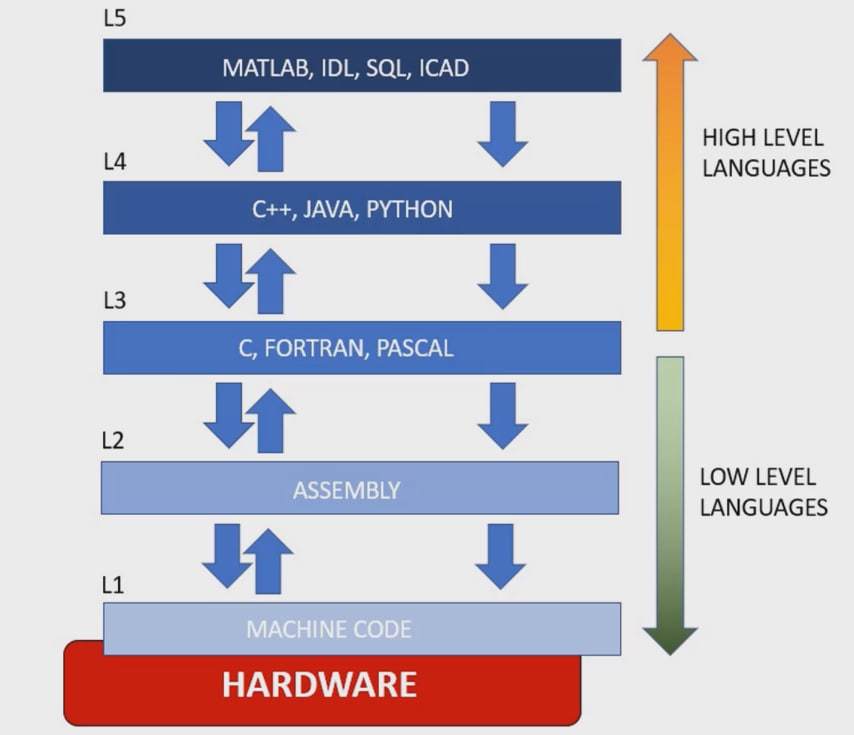 L5
MATLAB, IDL, SQL, ICAD
HIGH LEVEL
LANGUAGES
L4
C++, JAVA, PYTHON
L3
C, FORTRAN, PASCAL
L2
ASSEMBLY
LOW LEVEL
LANGUAGES
L1
MACHINE CODE
HARDWARE